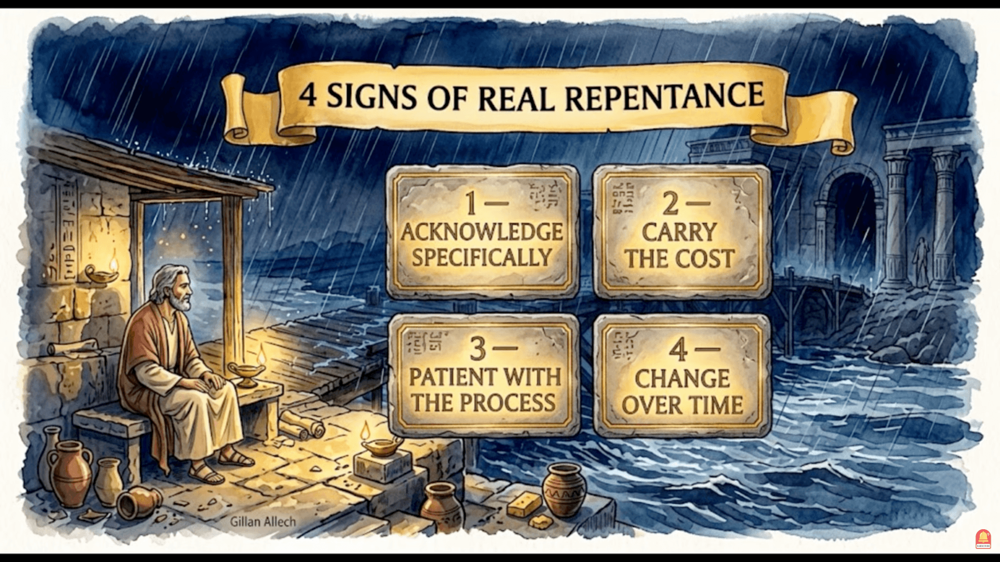 4 SIGNS OF REAL REPENTANCE
1 —
ACKNOWLEDGE
SPECIFICALLY
2 —
CARRY
THE COST
3 —
PATIENT WITH
THE PROCESS
4 —
CHANGE
OVER TIME
Gillan Allech
SUBSCRIBE